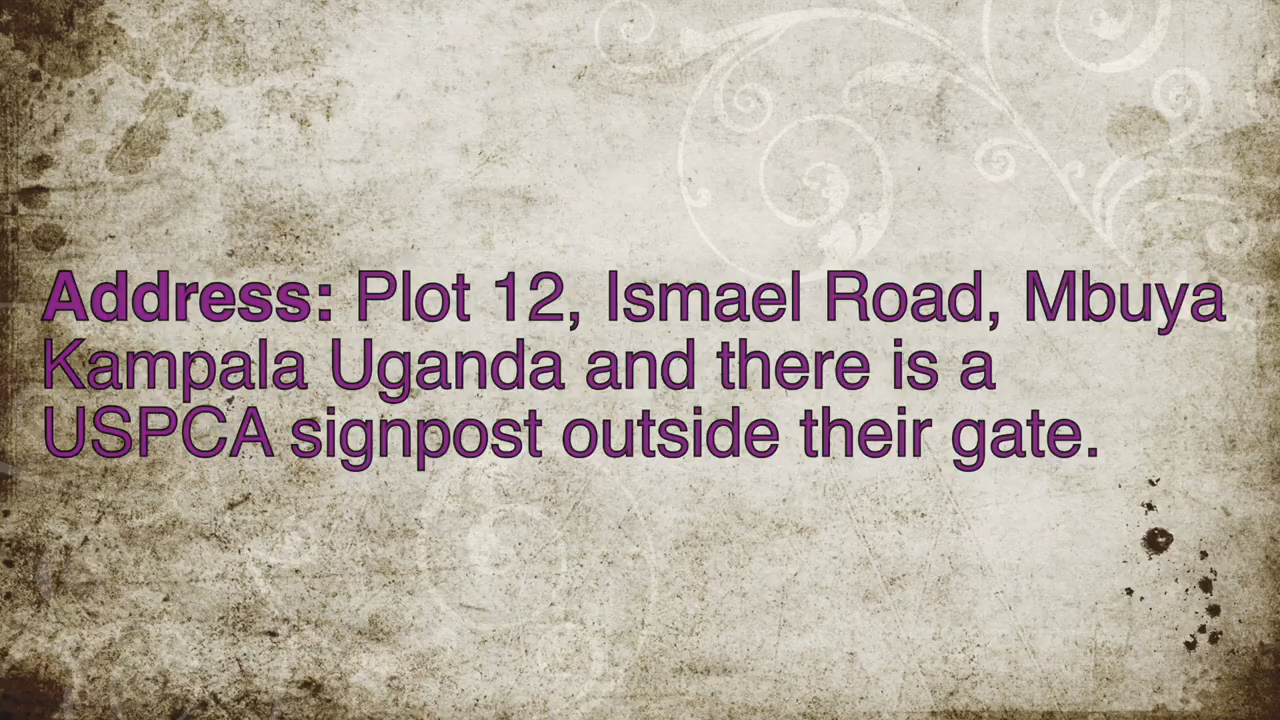 Address: Plot 12, Ismael Road, Mbuya
Kampala Uganda and there is a
USPCA signpost outside their gate.